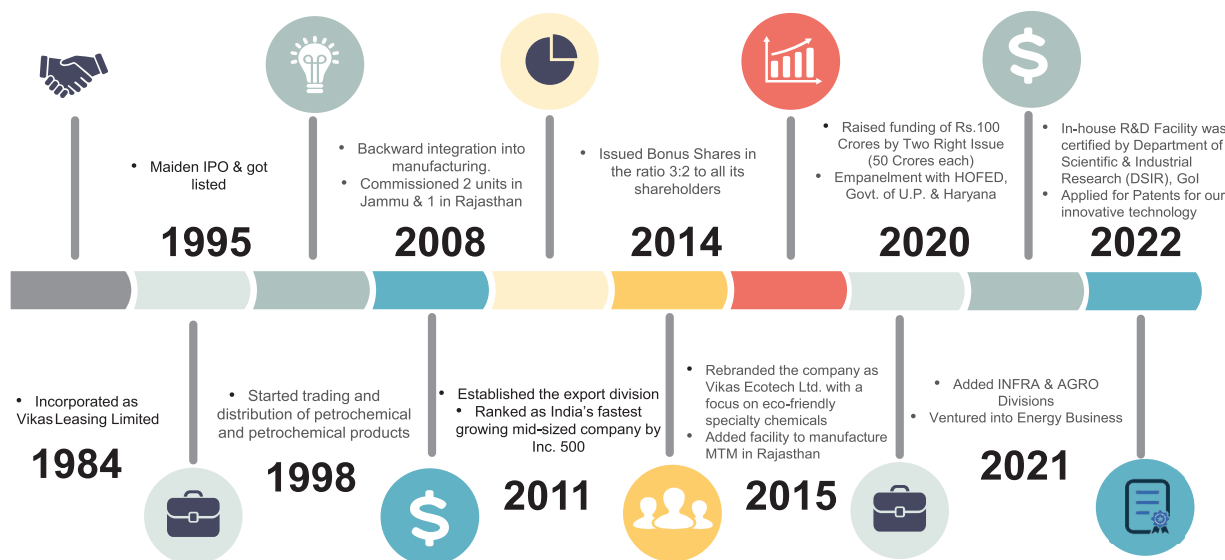 • Maiden IPO & got
listed
1995
• Backward integration into
manufacturing.
• Commissioned 2 units in
Jammu & 1 in Rajasthan
2008
• Issued Bonus Shares in
the ratio 3:2 to all its
shareholders
2014
• Raised funding of Rs.100
Crores by Two Right Issue
(50 Crores each)
• Empanelment with HOFED,
Govt. of U.P. & Haryana
2020
• In-house R&D Facility was
certified by Department of
Scientific & Industrial
Research (DSIR), GoI
• Applied for Patents for our
innovative technology
2022
• Incorporated as
Vikas Leasing Limited
1984
• Started trading and
distribution of petrochemical
and petrochemical products
1998
• Established the export division
• Ranked as India's fastest
growing mid-sized company by
Inc. 500
2011
• Rebranded the company as
Vikas Ecotech Ltd. with a
focus on eco-friendly
specialty chemicals
• Added facility to manufacture
MTM in Rajasthan
2015
• Added INFRA & AGRO
Divisions
• Ventured into Energy Business
2021